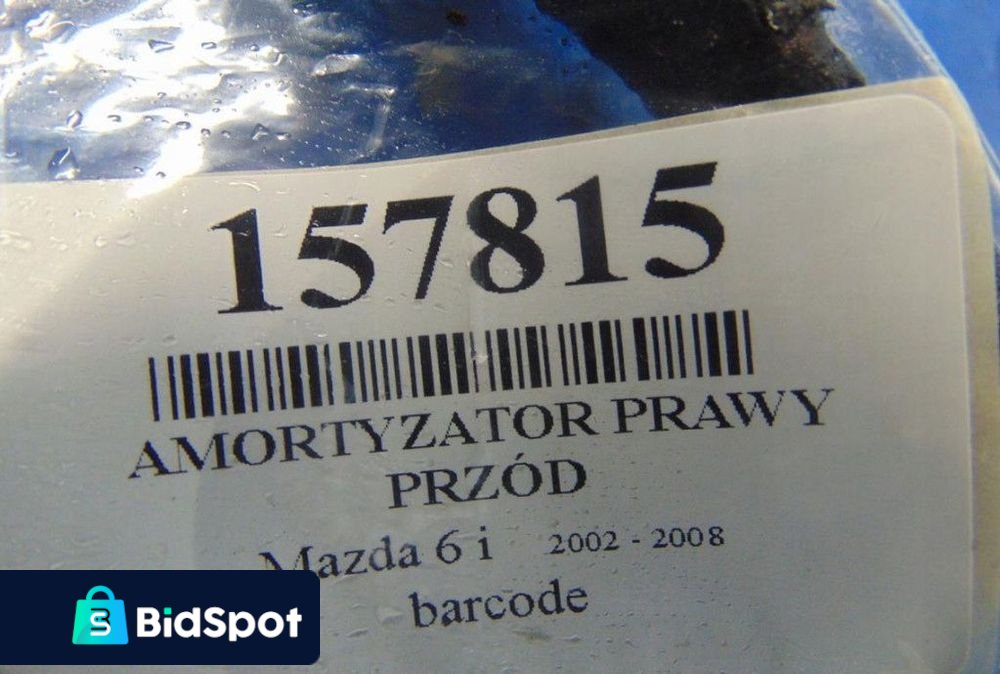 157815
AMORTYZATOR PRAWY
PRZÓD
Mazda 6 i 2002 - 2008
barcode
BidSpot